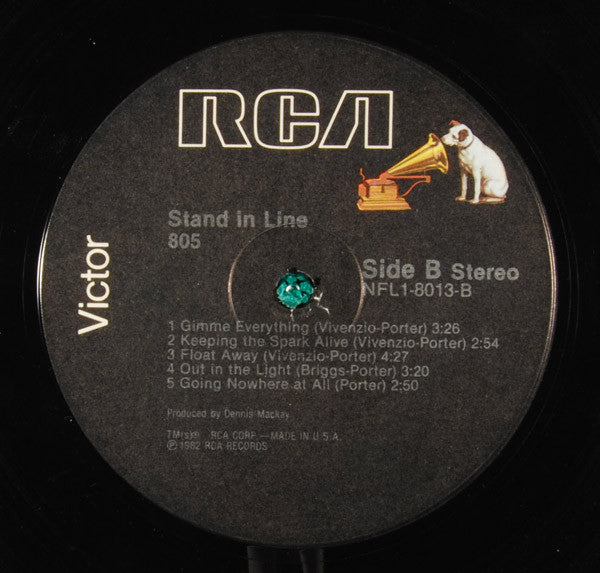 RCA
Victor
Stand in Line
805
Side B Stereo
NFL1-8013-B
1 Gimme Everything (Vivenzio-Porter) 3:26
2 Keeping the Spark Alive (Vivenzio-Porter) 2:54
3 Float Away (Vivenzio-Porter) 4:27
4 Out in the Light (Briggs-Porter) 3:20
5 Going Nowhere at All (Porter) 2:50
Produced by Dennis Mackay
TM(s)® RCA CORP.—MADE IN U.S.A.
℗ 1982 RCA RECORDS